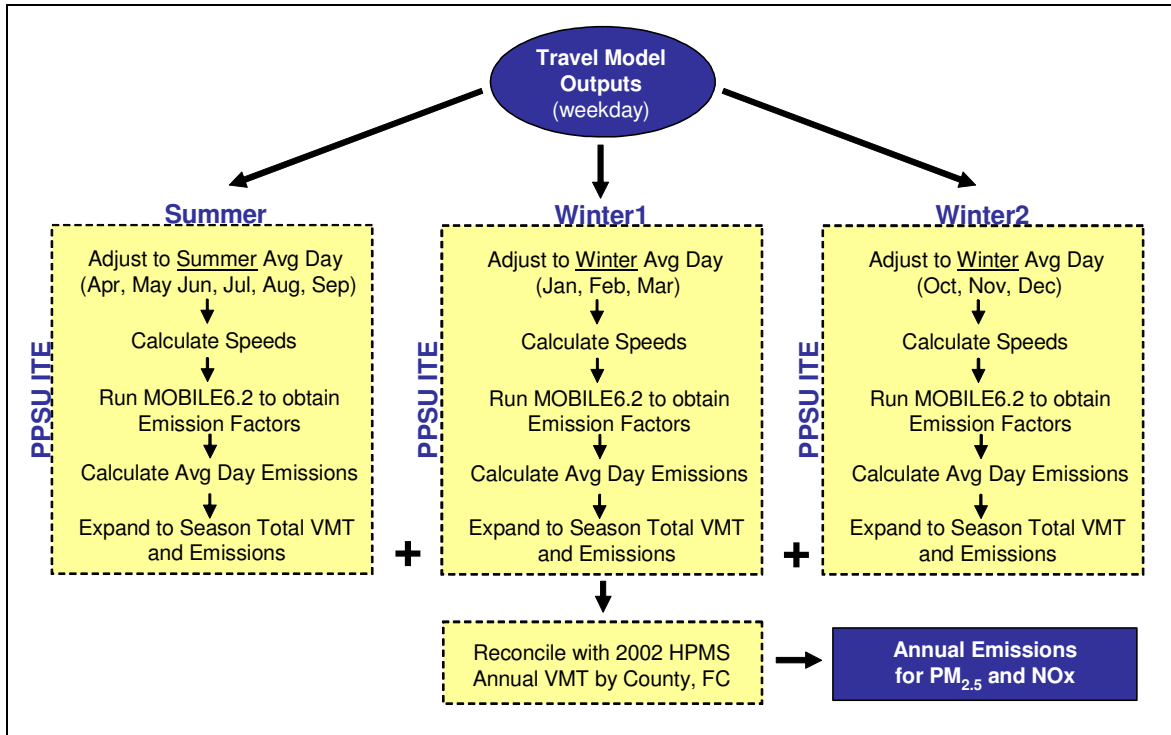 Travel Model
Outputs
(weekday)
Summer
PPSU ITE
Adjust to Summer Avg Day
(Apr, May Jun, Jul, Aug, Sep)
Calculate Speeds
Run MOBILE6.2 to obtain
Emission Factors
Calculate Avg Day Emissions
Expand to Season Total VMT
and Emissions
+
Winter1
PPSU ITE
Adjust to Winter Avg Day
(Jan, Feb, Mar)
Calculate Speeds
Run MOBILE6.2 to obtain
Emission Factors
Calculate Avg Day Emissions
Expand to Season Total VMT
and Emissions
+
Winter2
PPSU ITE
Adjust to Winter Avg Day
(Oct, Nov, Dec)
Calculate Speeds
Run MOBILE6.2 to obtain
Emission Factors
Calculate Avg Day Emissions
Expand to Season Total VMT
and Emissions
Reconcile with 2002 HPMS
Annual VMT by County, FC
Annual Emissions
for PM2.5 and NOx